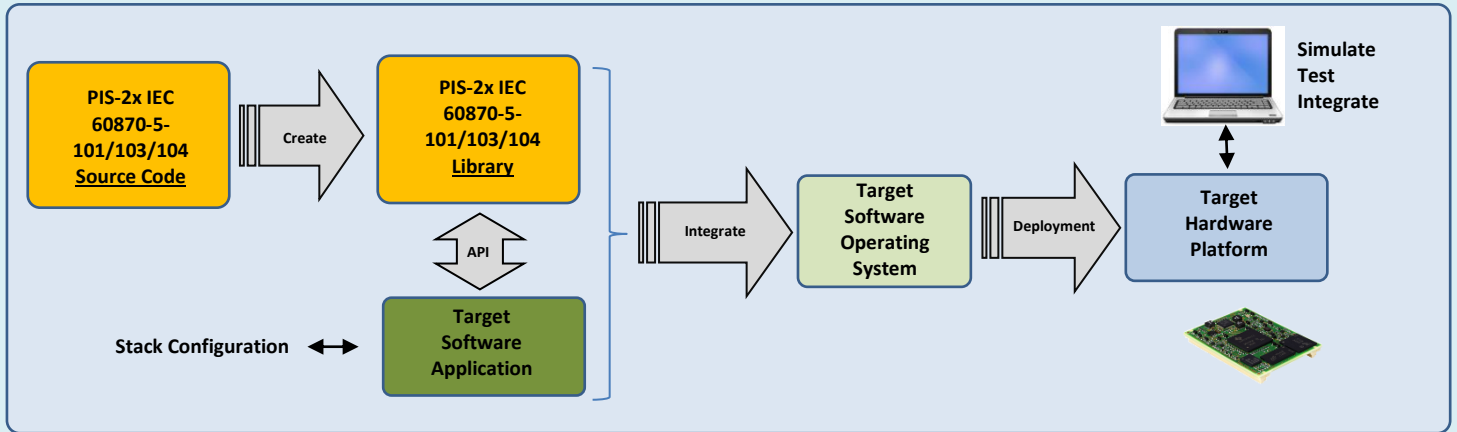 PIS-2x IEC
60870-5-
101/103/104
Source Code
Create
PIS-2x IEC
60870-5-
101/103/104
Library
API
Target
Software
Application
Stack Configuration
Integrate
Target
Software
Operating
System
Deployment
Target
Hardware
Platform
Simulate
Test
Integrate